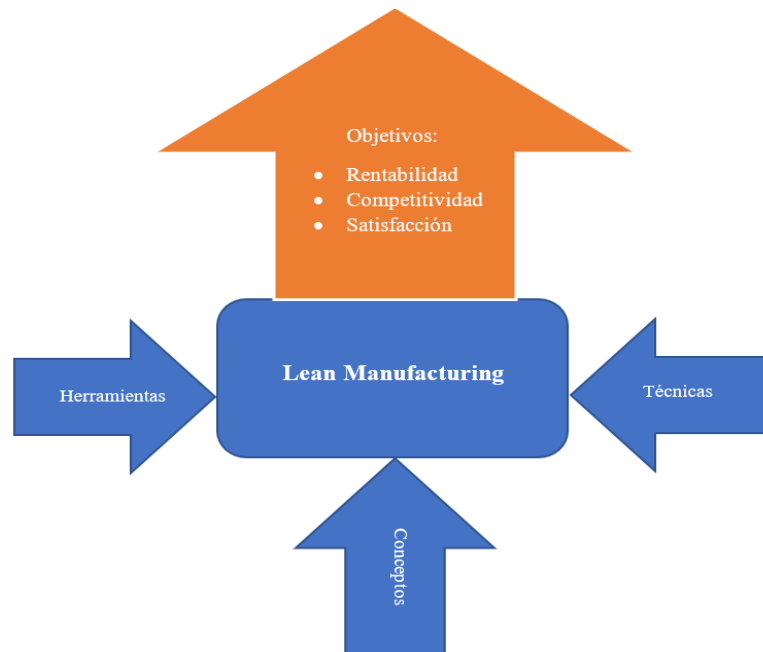 Objetivos:
• Rentabilidad
• Competitividad
• Satisfacción
Lean Manufacturing
Herramientas
Técnicas
Conceptos